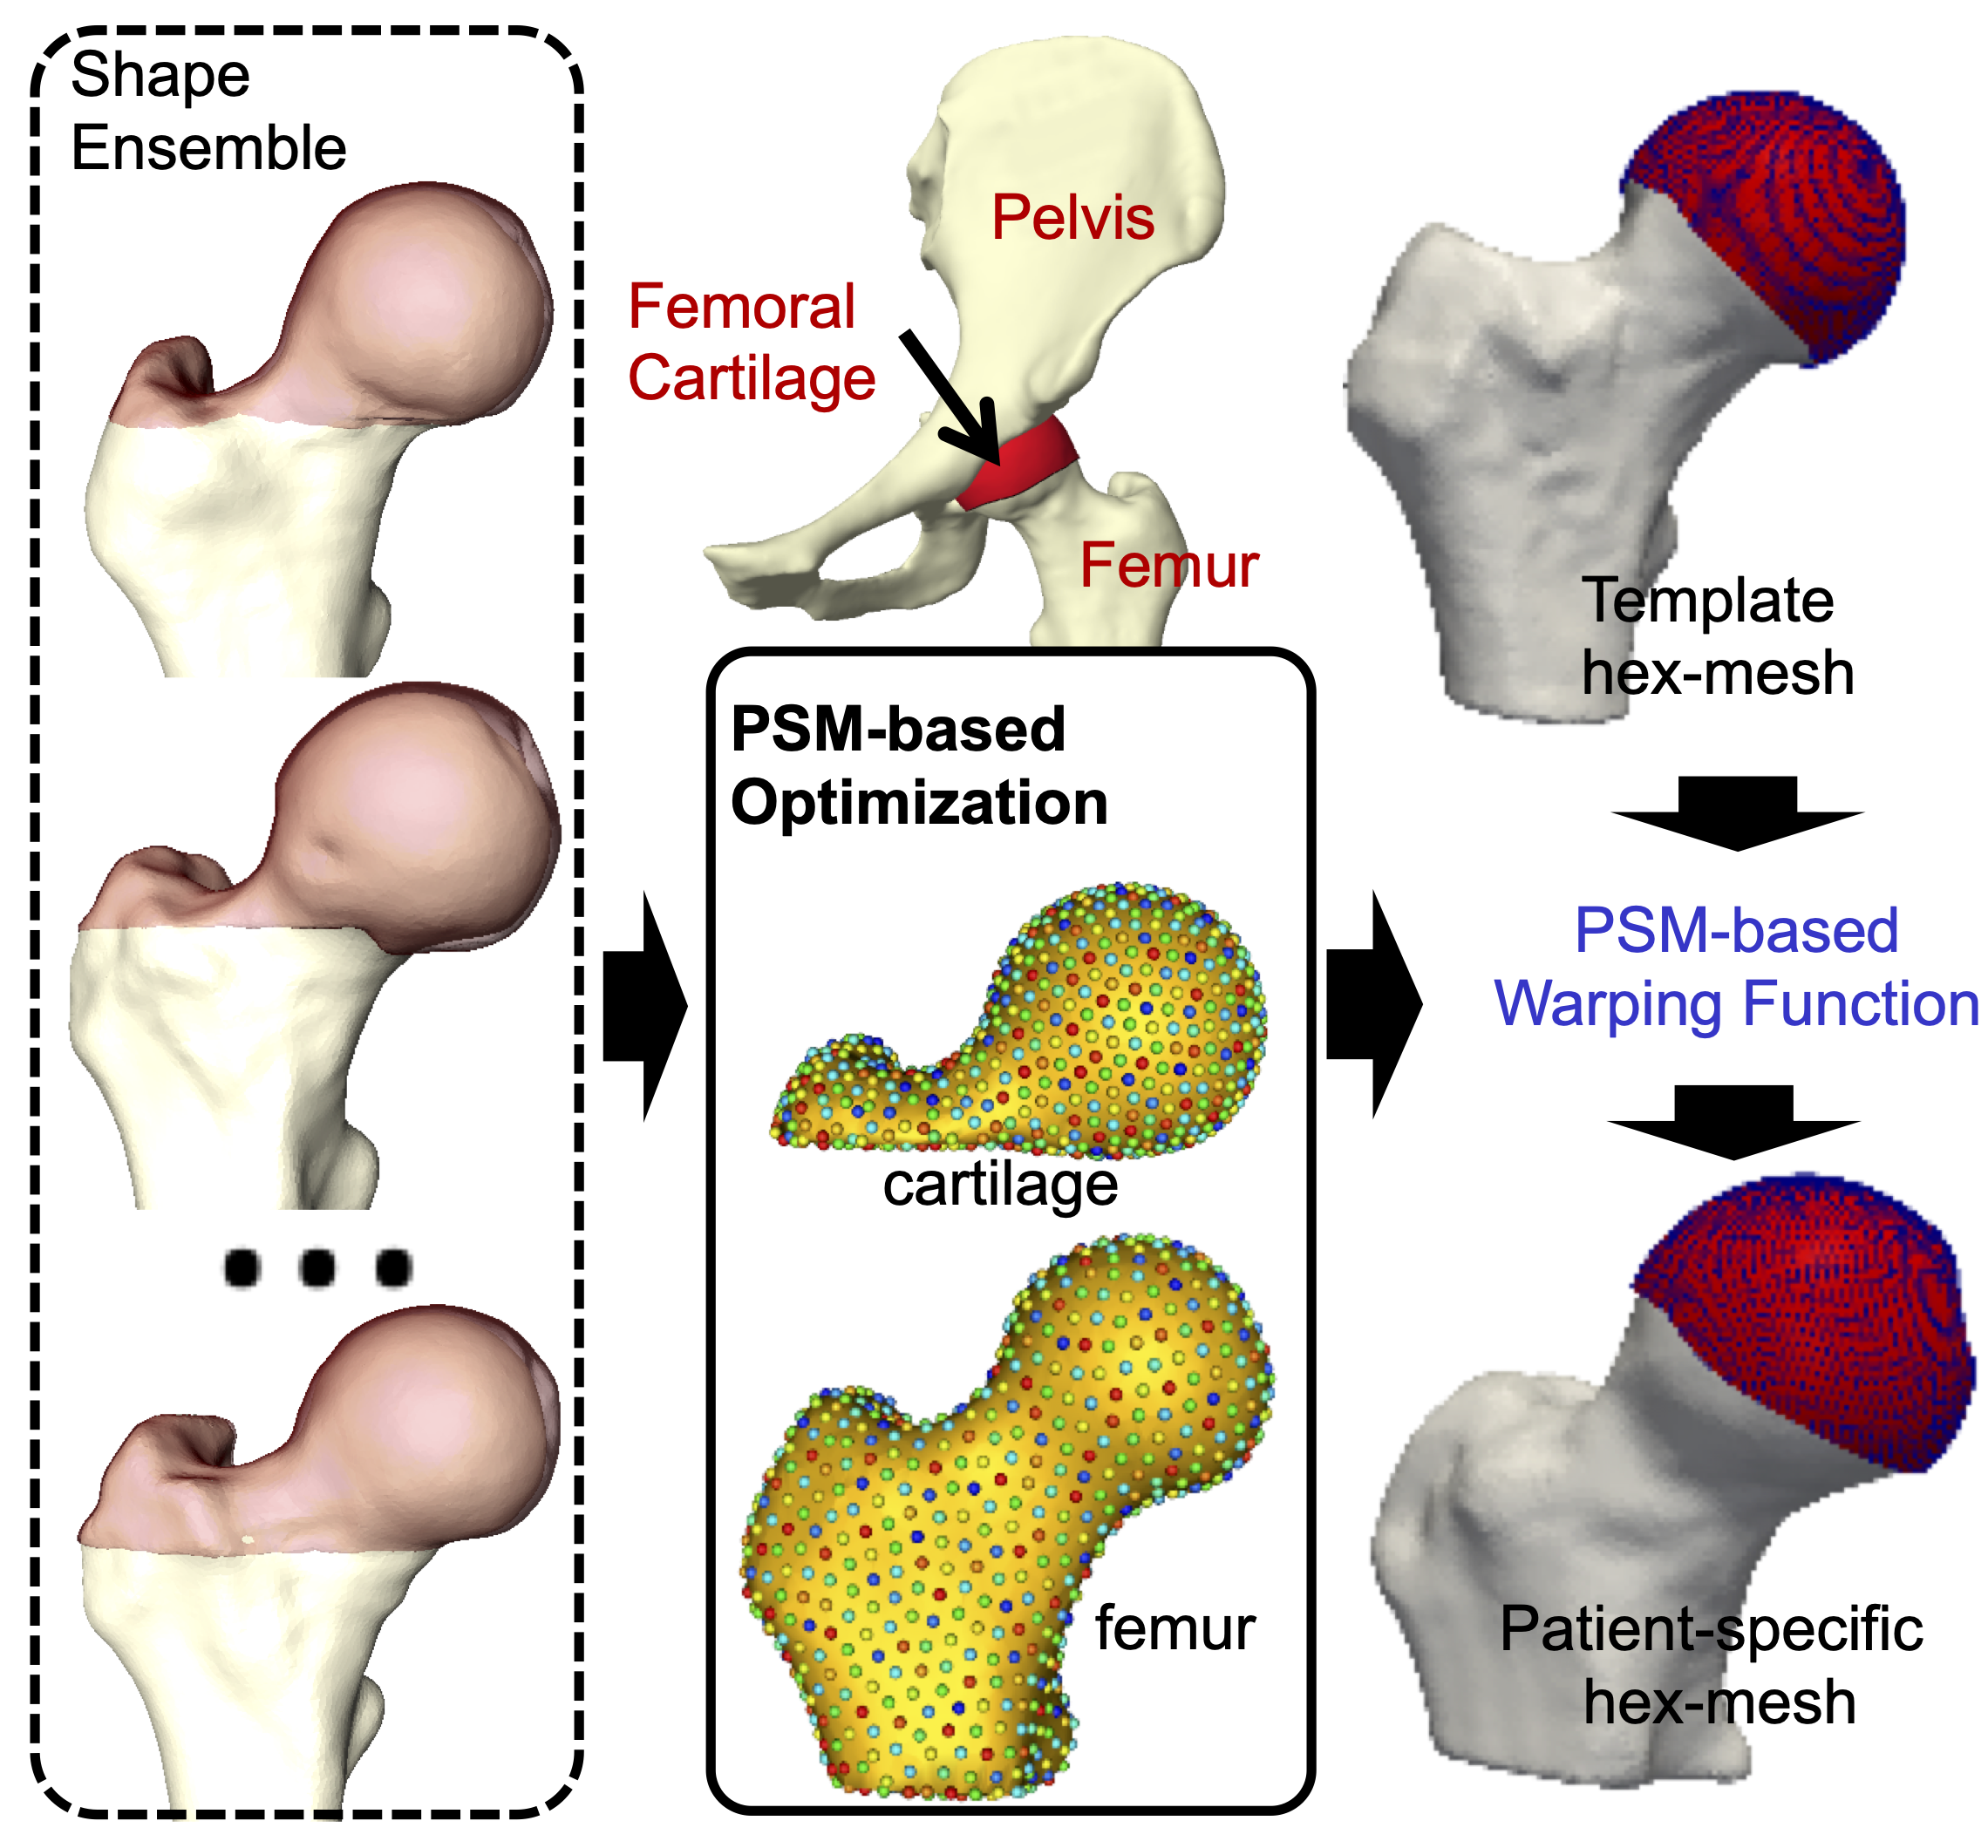 Shape
Ensemble
Pelvis
Femoral
Cartilage
Femur
PSM-based
Optimization
cartilage
femur
Template
hex-mesh
PSM-based
Warping Function
Patient-specific
hex-mesh